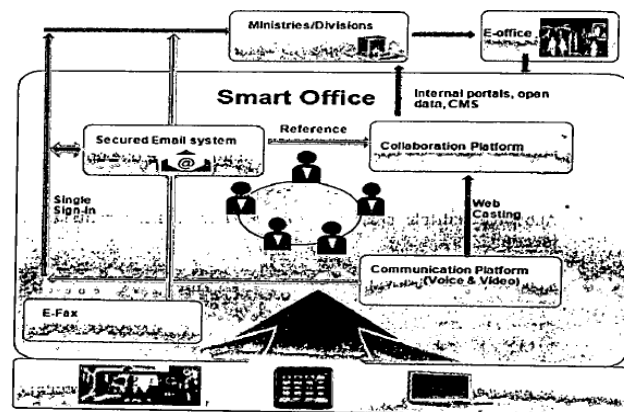 Ministries/Divisions
E-office
Smart Office
Internal portals, open
data, CMS
Secured Email system
@
Reference
Collaboration Platform
Single
Sign-In
Web
Casting
Communication Platform
(Voice & Video)
E-Fax